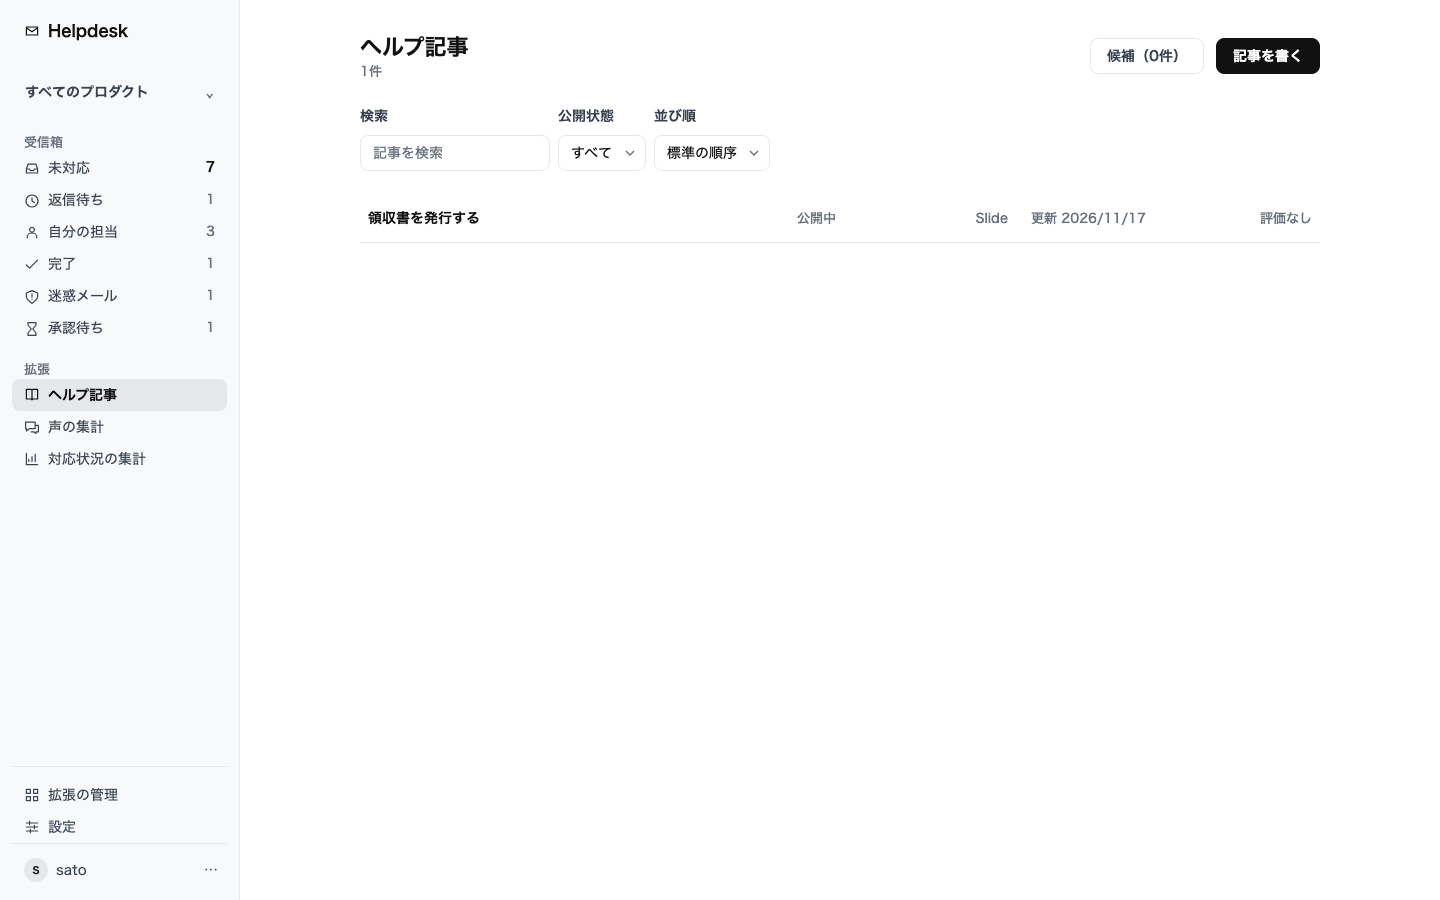 Helpdesk
すべてのプロダクト
受信箱
未対応 7
返信待ち 1
自分の担当 3
完了 1
迷惑メール 1
承認待ち 1
拡張
ヘルプ記事
声の集計
対応状況の集計
拡張の管理
設定
S sato ...
ヘルプ記事
1件
候補（0件） 記事を書く
検索 公開状態 並び順
記事を検索 すべて 標準の順序
領収書を発行する 公開中 Slide 更新 2026/11/17 評価なし